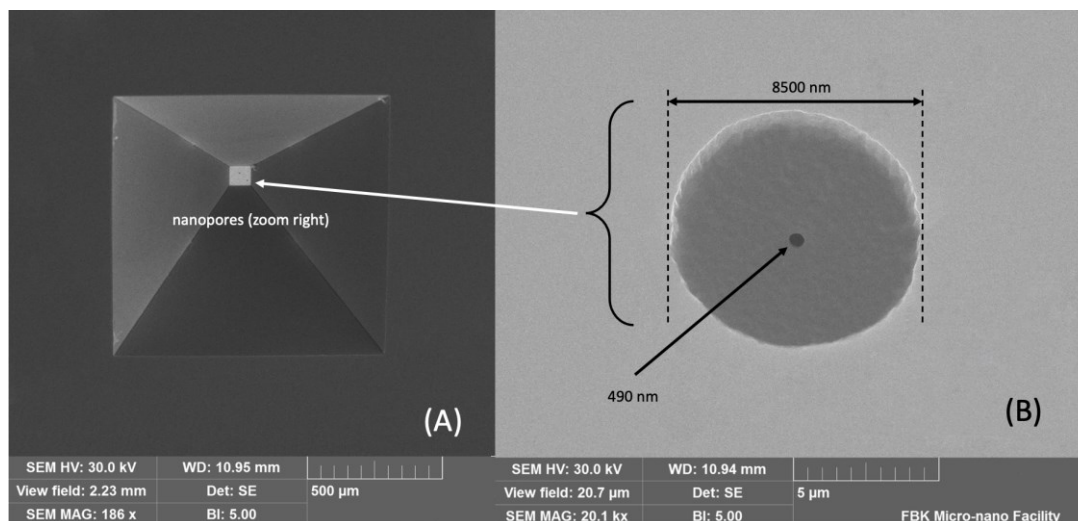 nanopores (zoom right)
(A)
SEM HV: 30.0 kV
WD: 10.95 mm
View field: 2.23 mm
Det: SE
500 µm
SEM MAG: 186 x
BI: 5.00
8500 nm
490 nm
(B)
SEM HV: 30.0 kV
WD: 10.94 mm
View field: 20.7 µm
Det: SE
5 µm
SEM MAG: 20.1 kx
BI: 5.00
FBK Micro-nano Facility